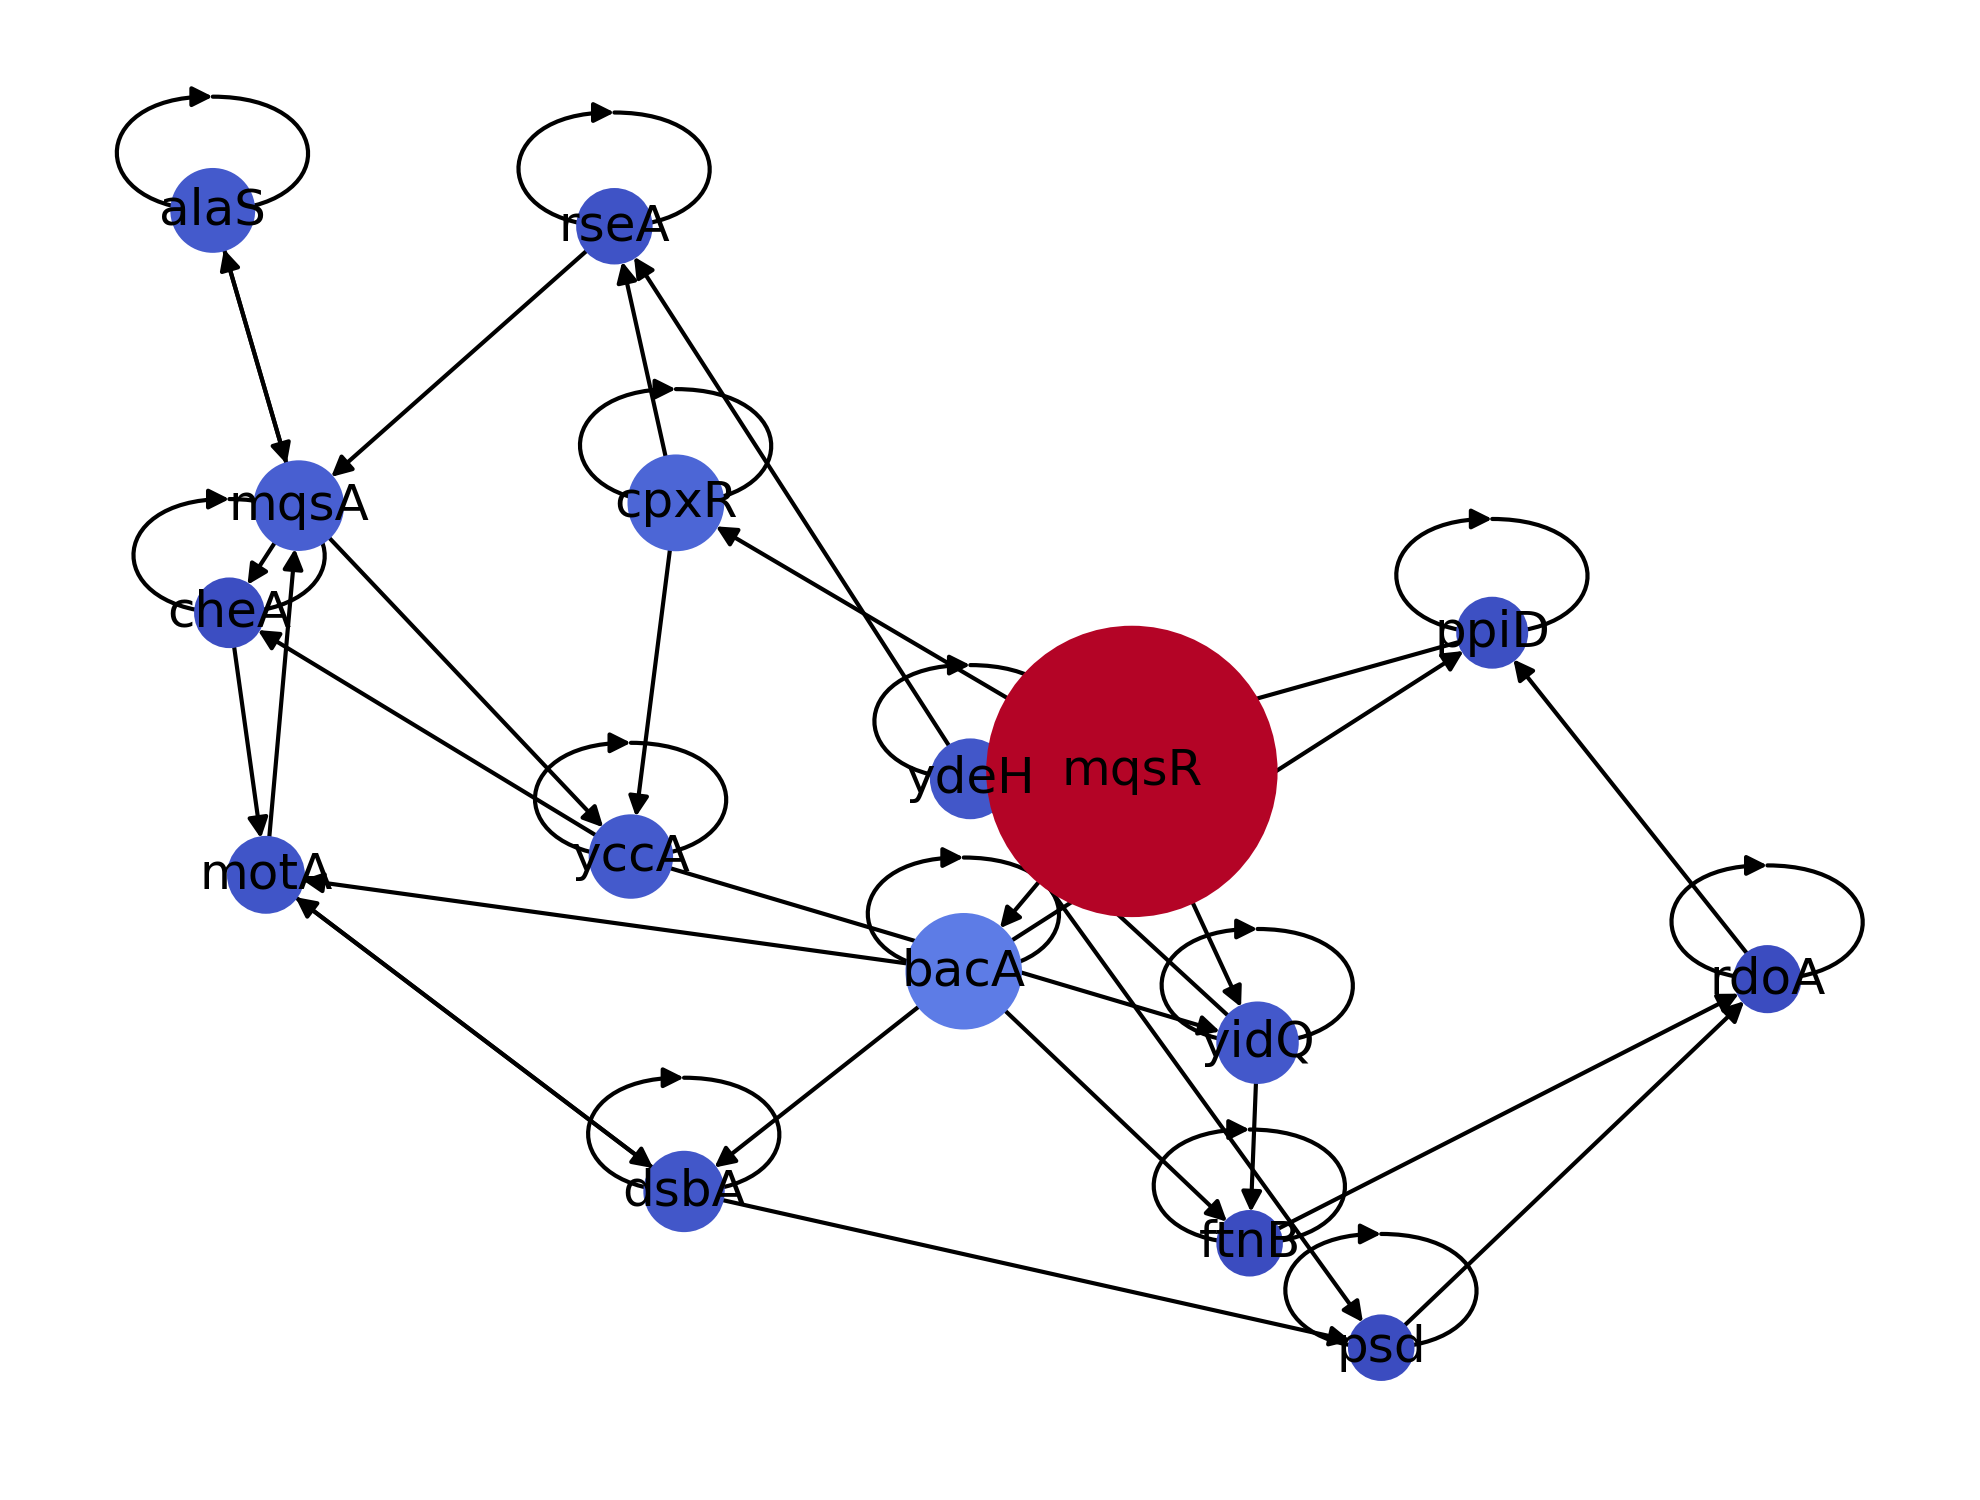 alaS
rseA
mqsA
cpxR
cheA
ppiD
mqsR
ydeH
yccA
motA
bacA
rdoA
yidQ
dsbA
ftnB
psd